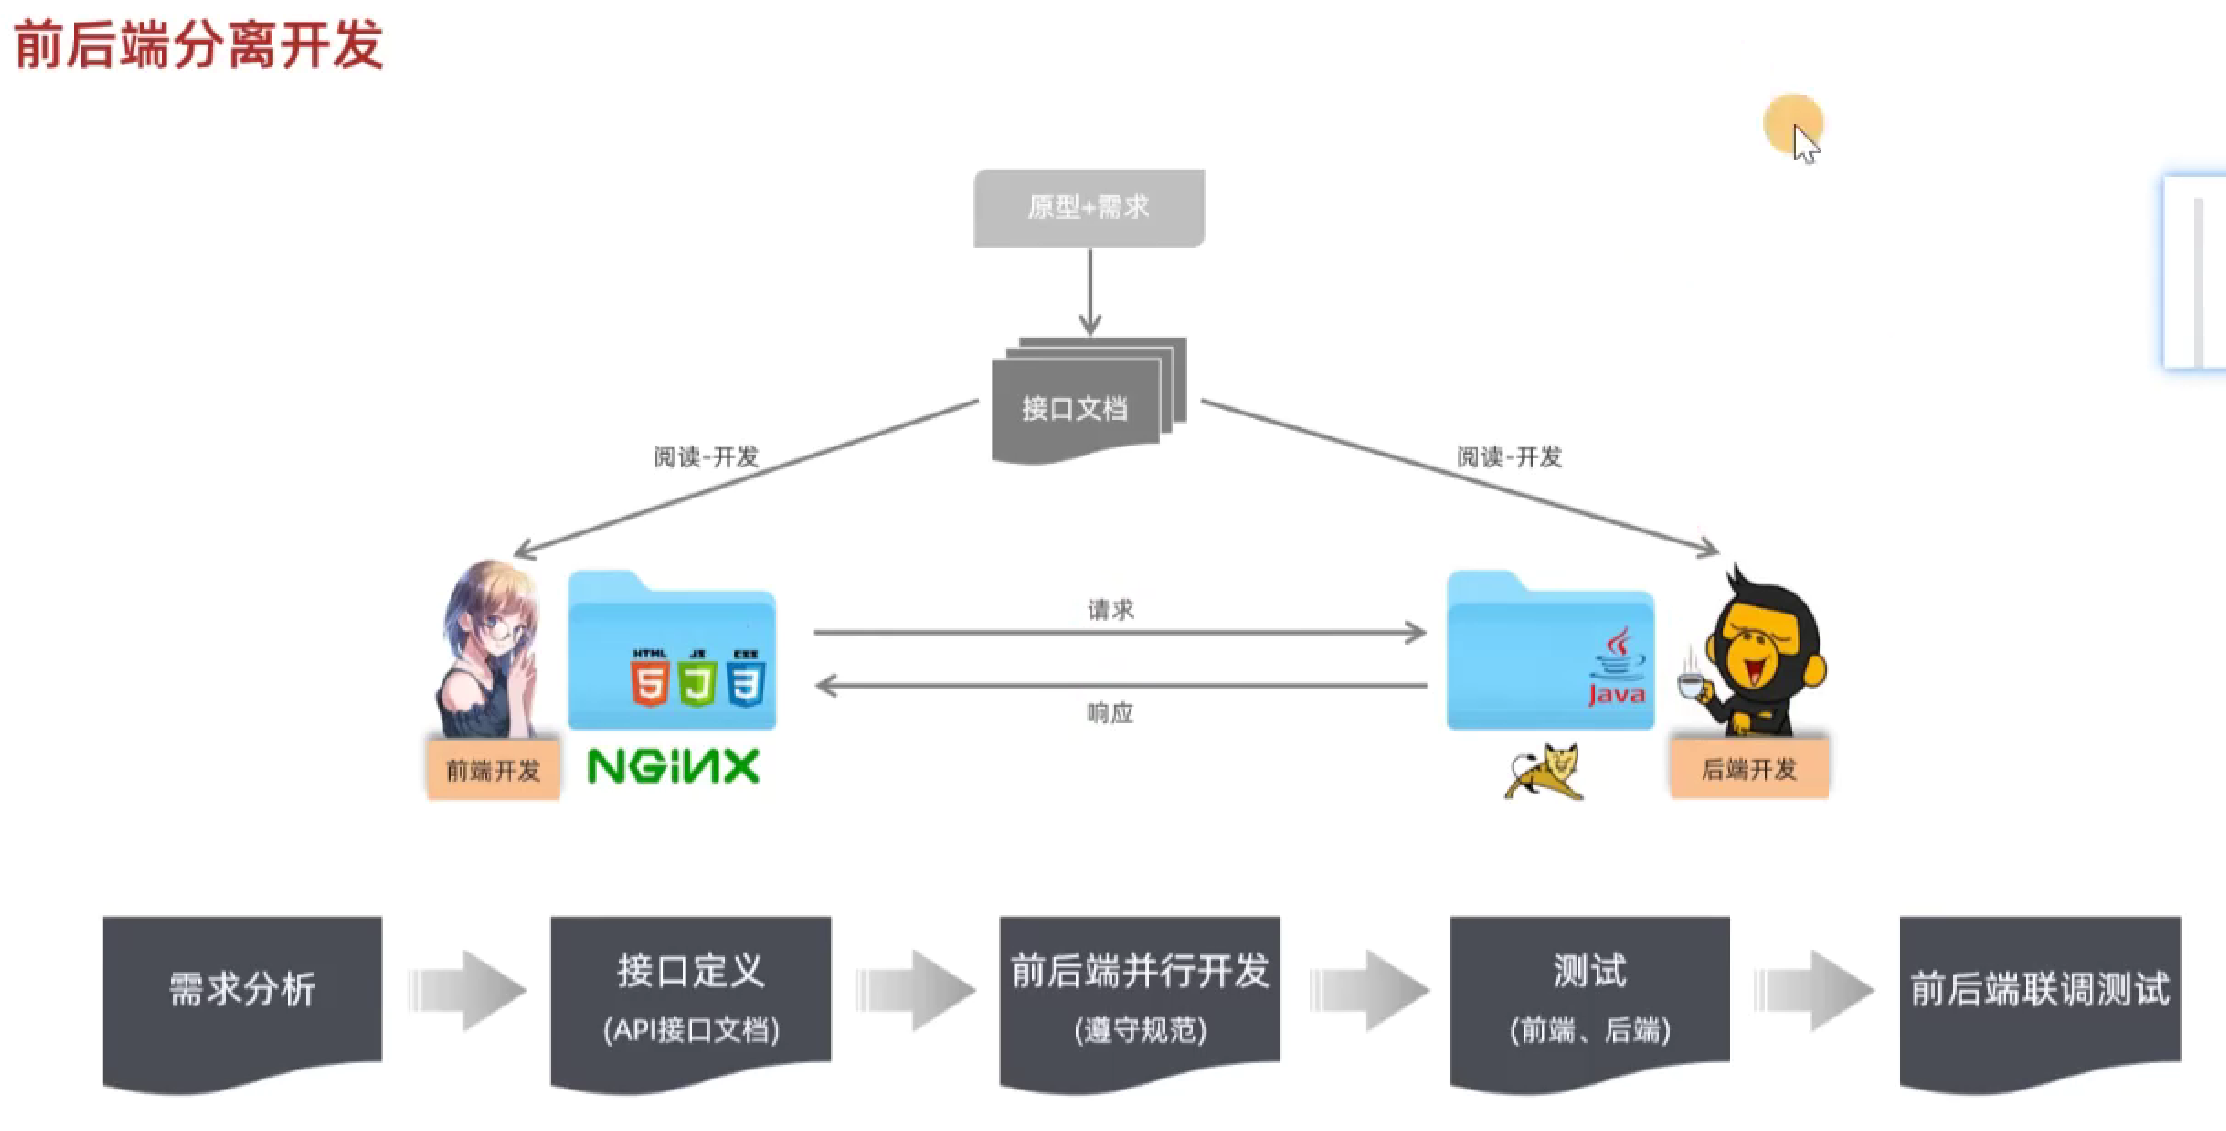 前后端分离开发
原型+需求
接口文档
阅读-开发
阅读-开发
请求
HTML
JS
CSS
5
3
Java
响应
NGINX
前端开发
后端开发
需求分析
接口定义
(API接口文档)
前后端并行开发
(遵守规范)
测试
(前端、后端)
前后端联调测试